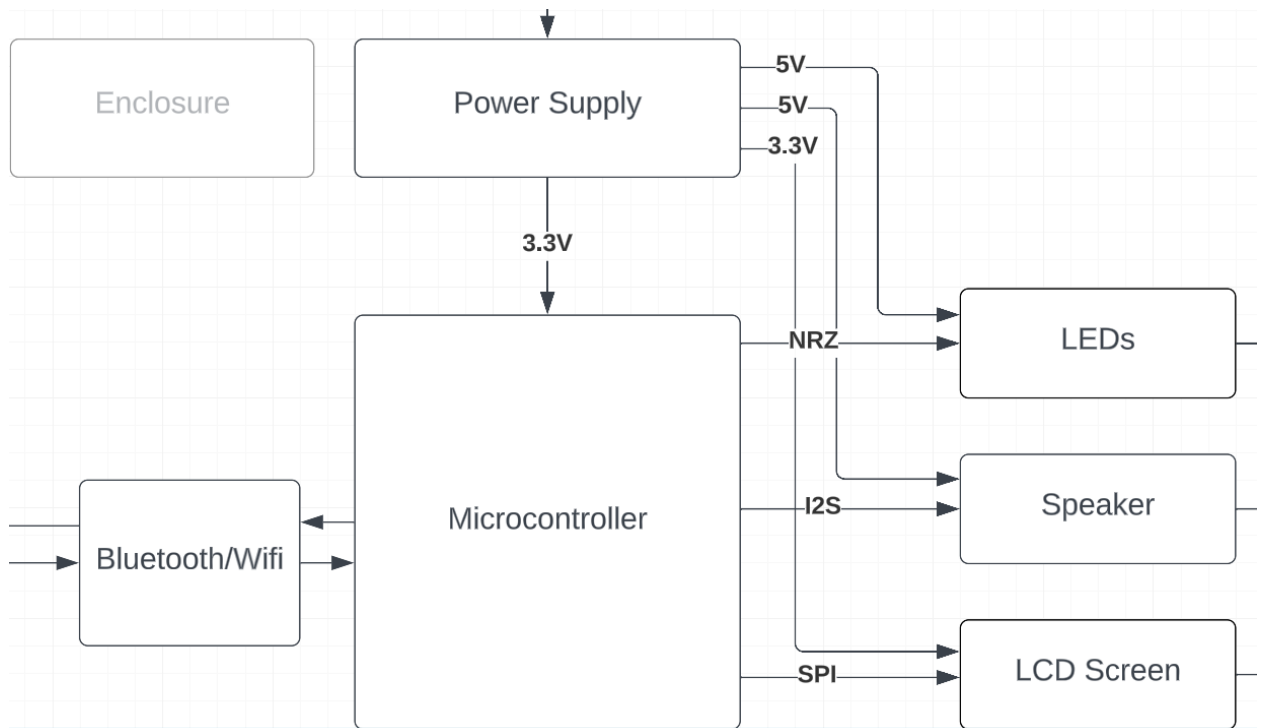 Enclosure
Power Supply
5V
5V
3.3V
3.3V
NRZ
LEDs
Microcontroller
I2S
Speaker
Bluetooth/Wifi
SPI
LCD Screen